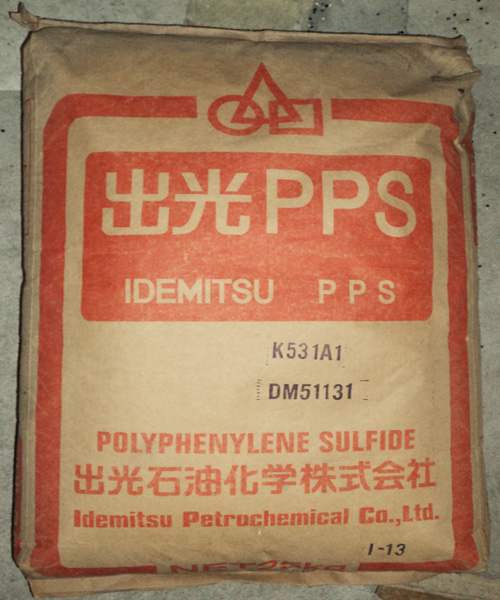 出光PPS
IDEMITSU PPS
K531A1
DM51131
POLYPHENYLENE SULFIDE
出光石油化学株式会社
Idemitsu Petrochemical Co.,Ltd.
I-13
NET25kg